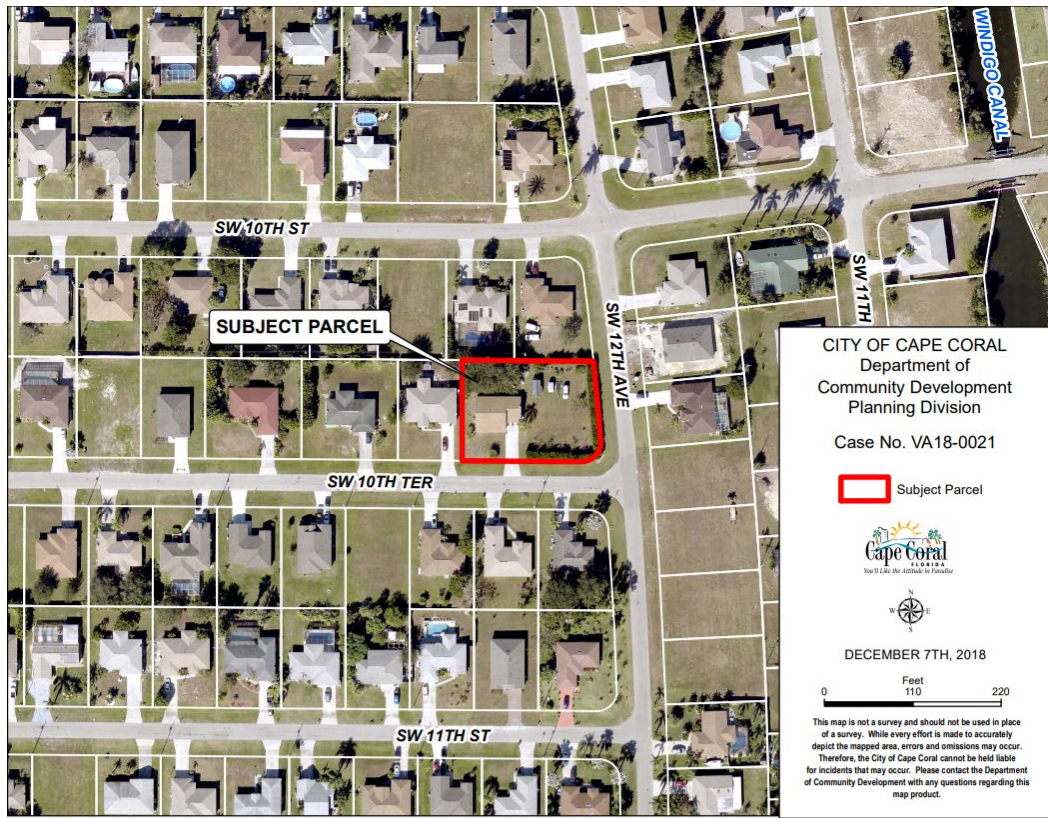 WINDIGO CANAL
SW 10TH ST
SUBJECT PARCEL
SW 12TH AVE
SW 11TH
SW 10TH TER
SW 11TH ST
CITY OF CAPE CORAL
Department of
Community Development
Planning Division
Case No. VA18-0021
Subject Parcel
Cape Coral
FLORIDA
You'll Like the Attitude in Paradise
N
W E
S
DECEMBER 7TH, 2018
Feet
0 110 220
This map is not a survey and should not be used in place
of a survey. While every effort is made to accurately
depict the mapped area, errors and omissions may occur.
Therefore, the City of Cape Coral cannot be held liable
for incidents that may occur. Please contact the Department
of Community Development with any questions regarding this
map product.